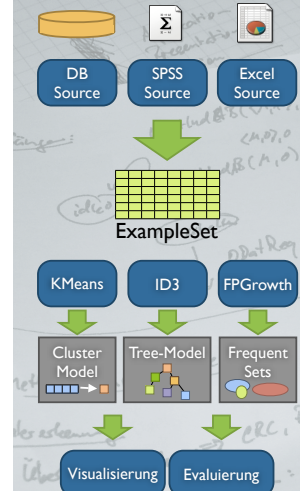 Σ
DB
Source
SPSS
Source
Excel
Source
ExampleSet
KMeans
ID3
FPGrowth
Cluster
Model
Tree-Model
Frequent
Sets
Visualisierung
Evaluierung